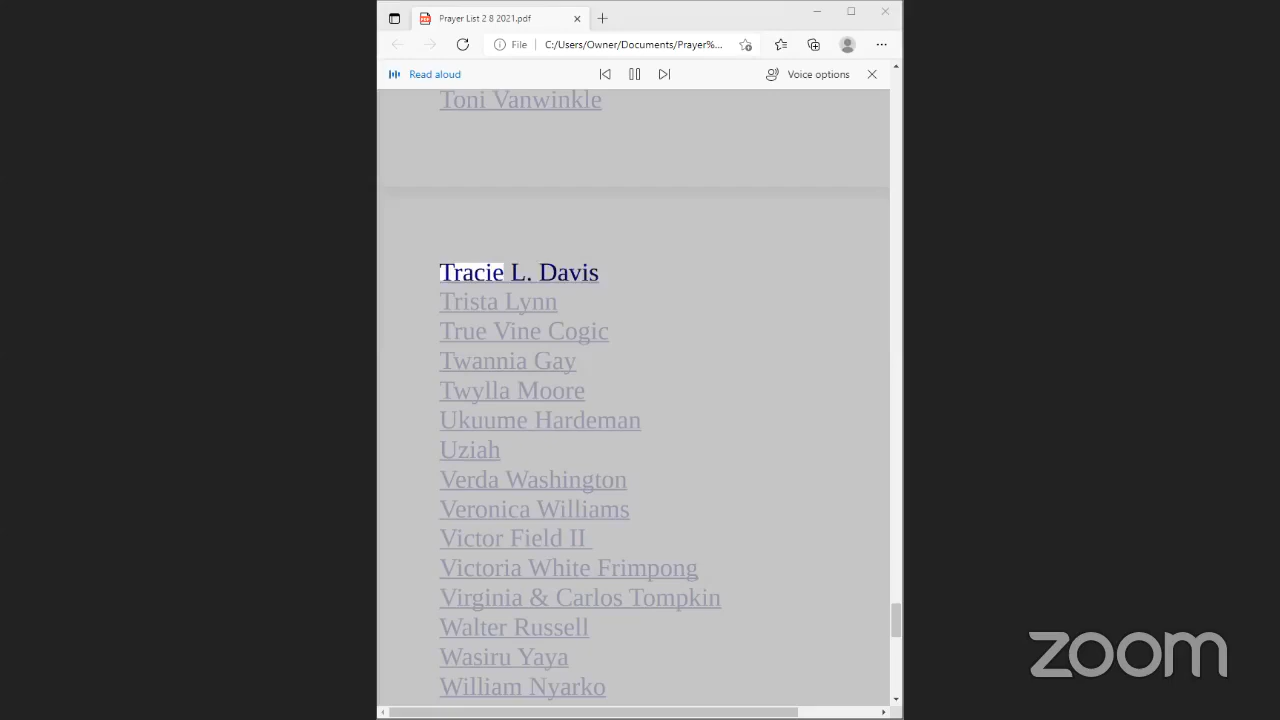 Prayer List 2 8 2021.pdf
File
C:/Users/Owner/Documents/Prayer%...
Read aloud
Voice options
Toni Vanwinkle
Tracie L. Davis
Trista Lynn
True Vine Cogic
Twannia Gay
Twylla Moore
Ukuume Hardeman
Uziah
Verda Washington
Veronica Williams
Victor Field II
Victoria White Frimpong
Virginia & Carlos Tompkin
Walter Russell
Wasiru Yaya
William Nyarko
zoom